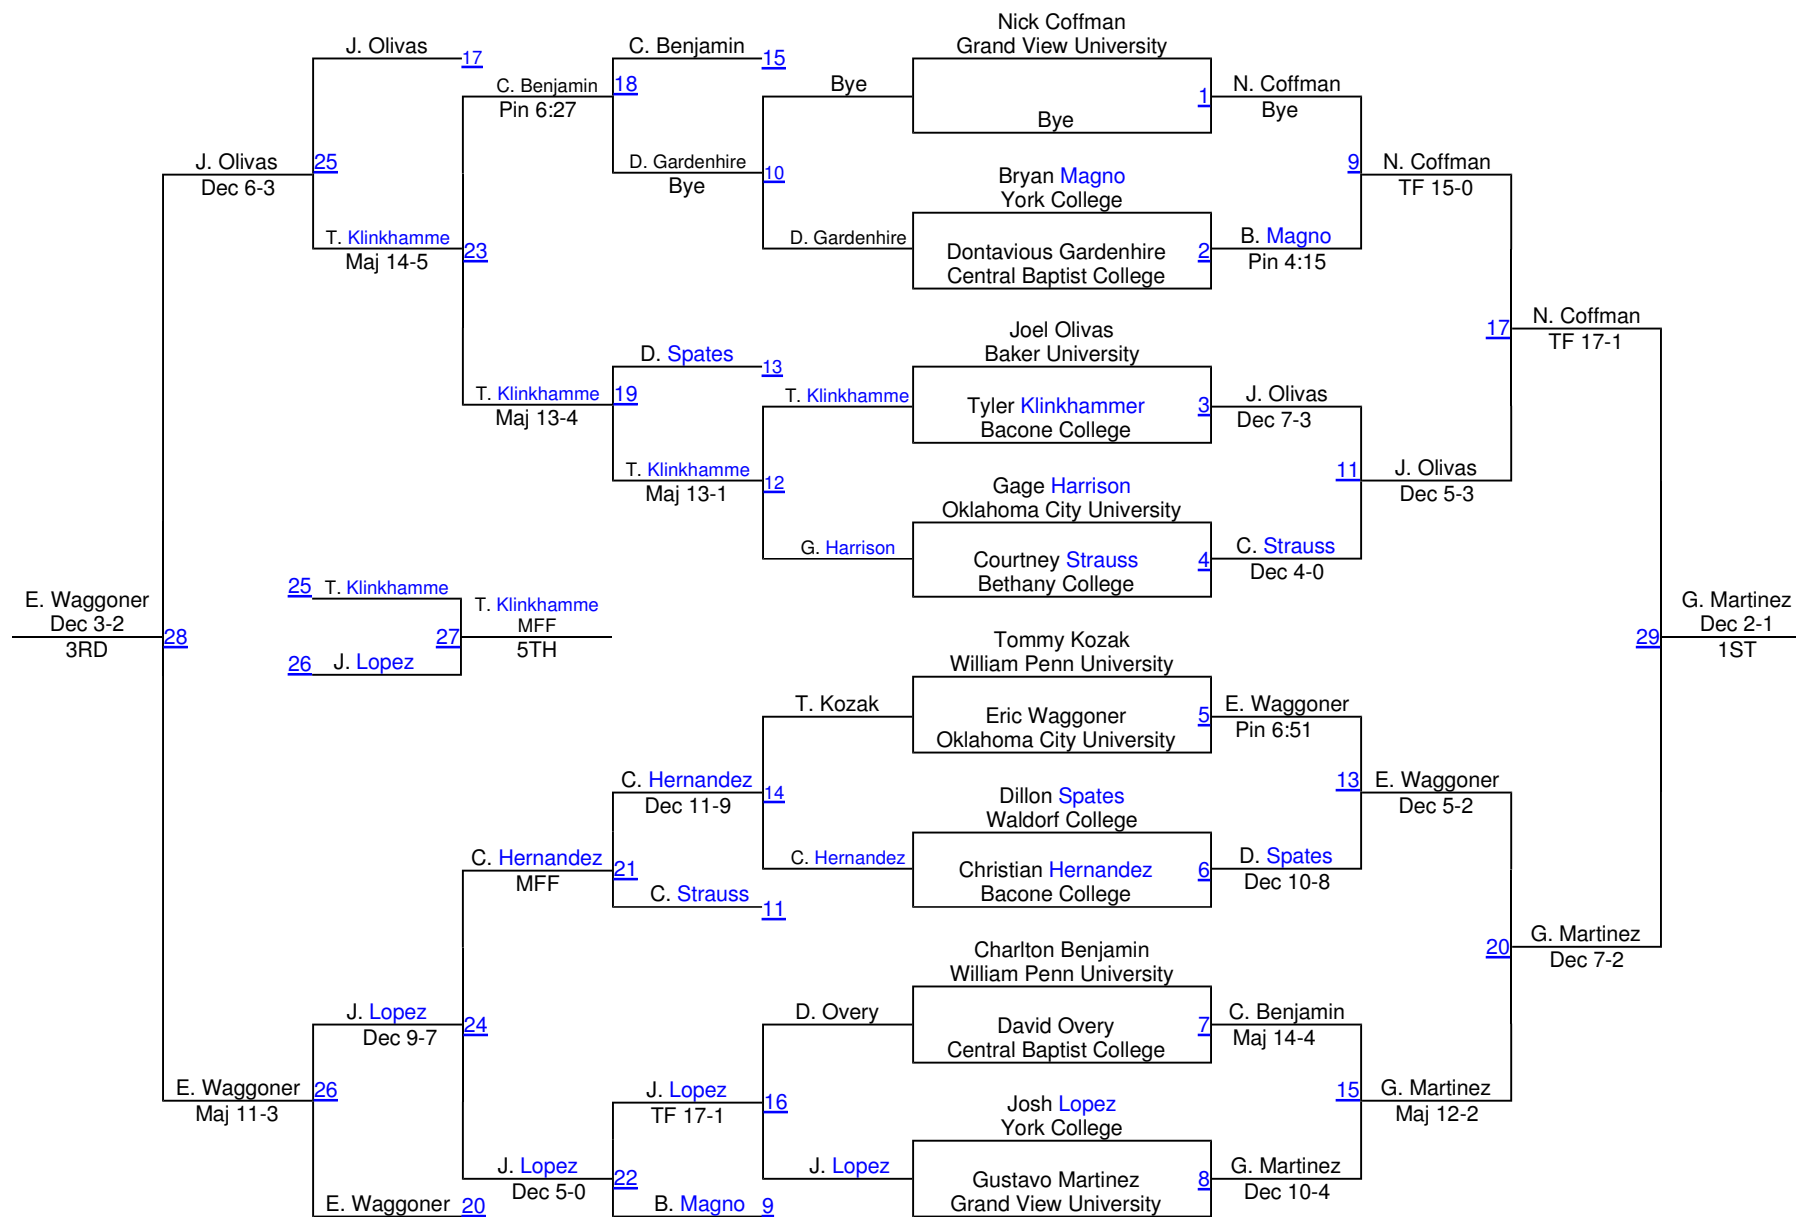 Nick Coffman
Grand View University
J. Olivas
17
C. Benjamin
15
C. Benjamin
Pin 6:27
18
Bye
Bye
1
N. Coffman
Bye
J. Olivas
Dec 6-3
25
D. Gardenhire
Bye
10
Bryan Magno
York College
9
N. Coffman
TF 15-0
T. Klinkhamme
Maj 14-5
23
D. Gardenhire
Dontavious Gardenhire
Central Baptist College
2
B. Magno
Pin 4:15
Joel Olivas
Baker University
17
N. Coffman
TF 17-1
D. Spates
13
T. Klinkhamme
Maj 13-4
19
T. Klinkhamme
Tyler Klinkhammer
Bacone College
3
J. Olivas
Dec 7-3
T. Klinkhamme
Maj 13-1
12
Gage Harrison
Oklahoma City University
11
J. Olivas
Dec 5-3
G. Harrison
Courtney Strauss
Bethany College
4
C. Strauss
Dec 4-0
25
T. Klinkhamme
E. Waggoner
Dec 3-2
3RD
28
27
T. Klinkhamme
MFF
5TH
26
J. Lopez
Tommy Kozak
William Penn University
29
G. Martinez
Dec 2-1
1ST
T. Kozak
Eric Waggoner
Oklahoma City University
5
E. Waggoner
Pin 6:51
C. Hernandez
Dec 11-9
14
Dillon Spates
Waldorf College
13
E. Waggoner
Dec 5-2
C. Hernandez
MFF
21
C. Hernandez
Christian Hernandez
Bacone College
6
D. Spates
Dec 10-8
C. Strauss
11
Charlton Benjamin
William Penn University
20
G. Martinez
Dec 7-2
J. Lopez
Dec 9-7
24
D. Overy
David Overy
Central Baptist College
7
C. Benjamin
Maj 14-4
E. Waggoner
Maj 11-3
26
J. Lopez
TF 17-1
16
Josh Lopez
York College
15
G. Martinez
Maj 12-2
J. Lopez
Dec 5-0
22
J. Lopez
Gustavo Martinez
Grand View University
8
G. Martinez
Dec 10-4
E. Waggoner
20
B. Magno
9